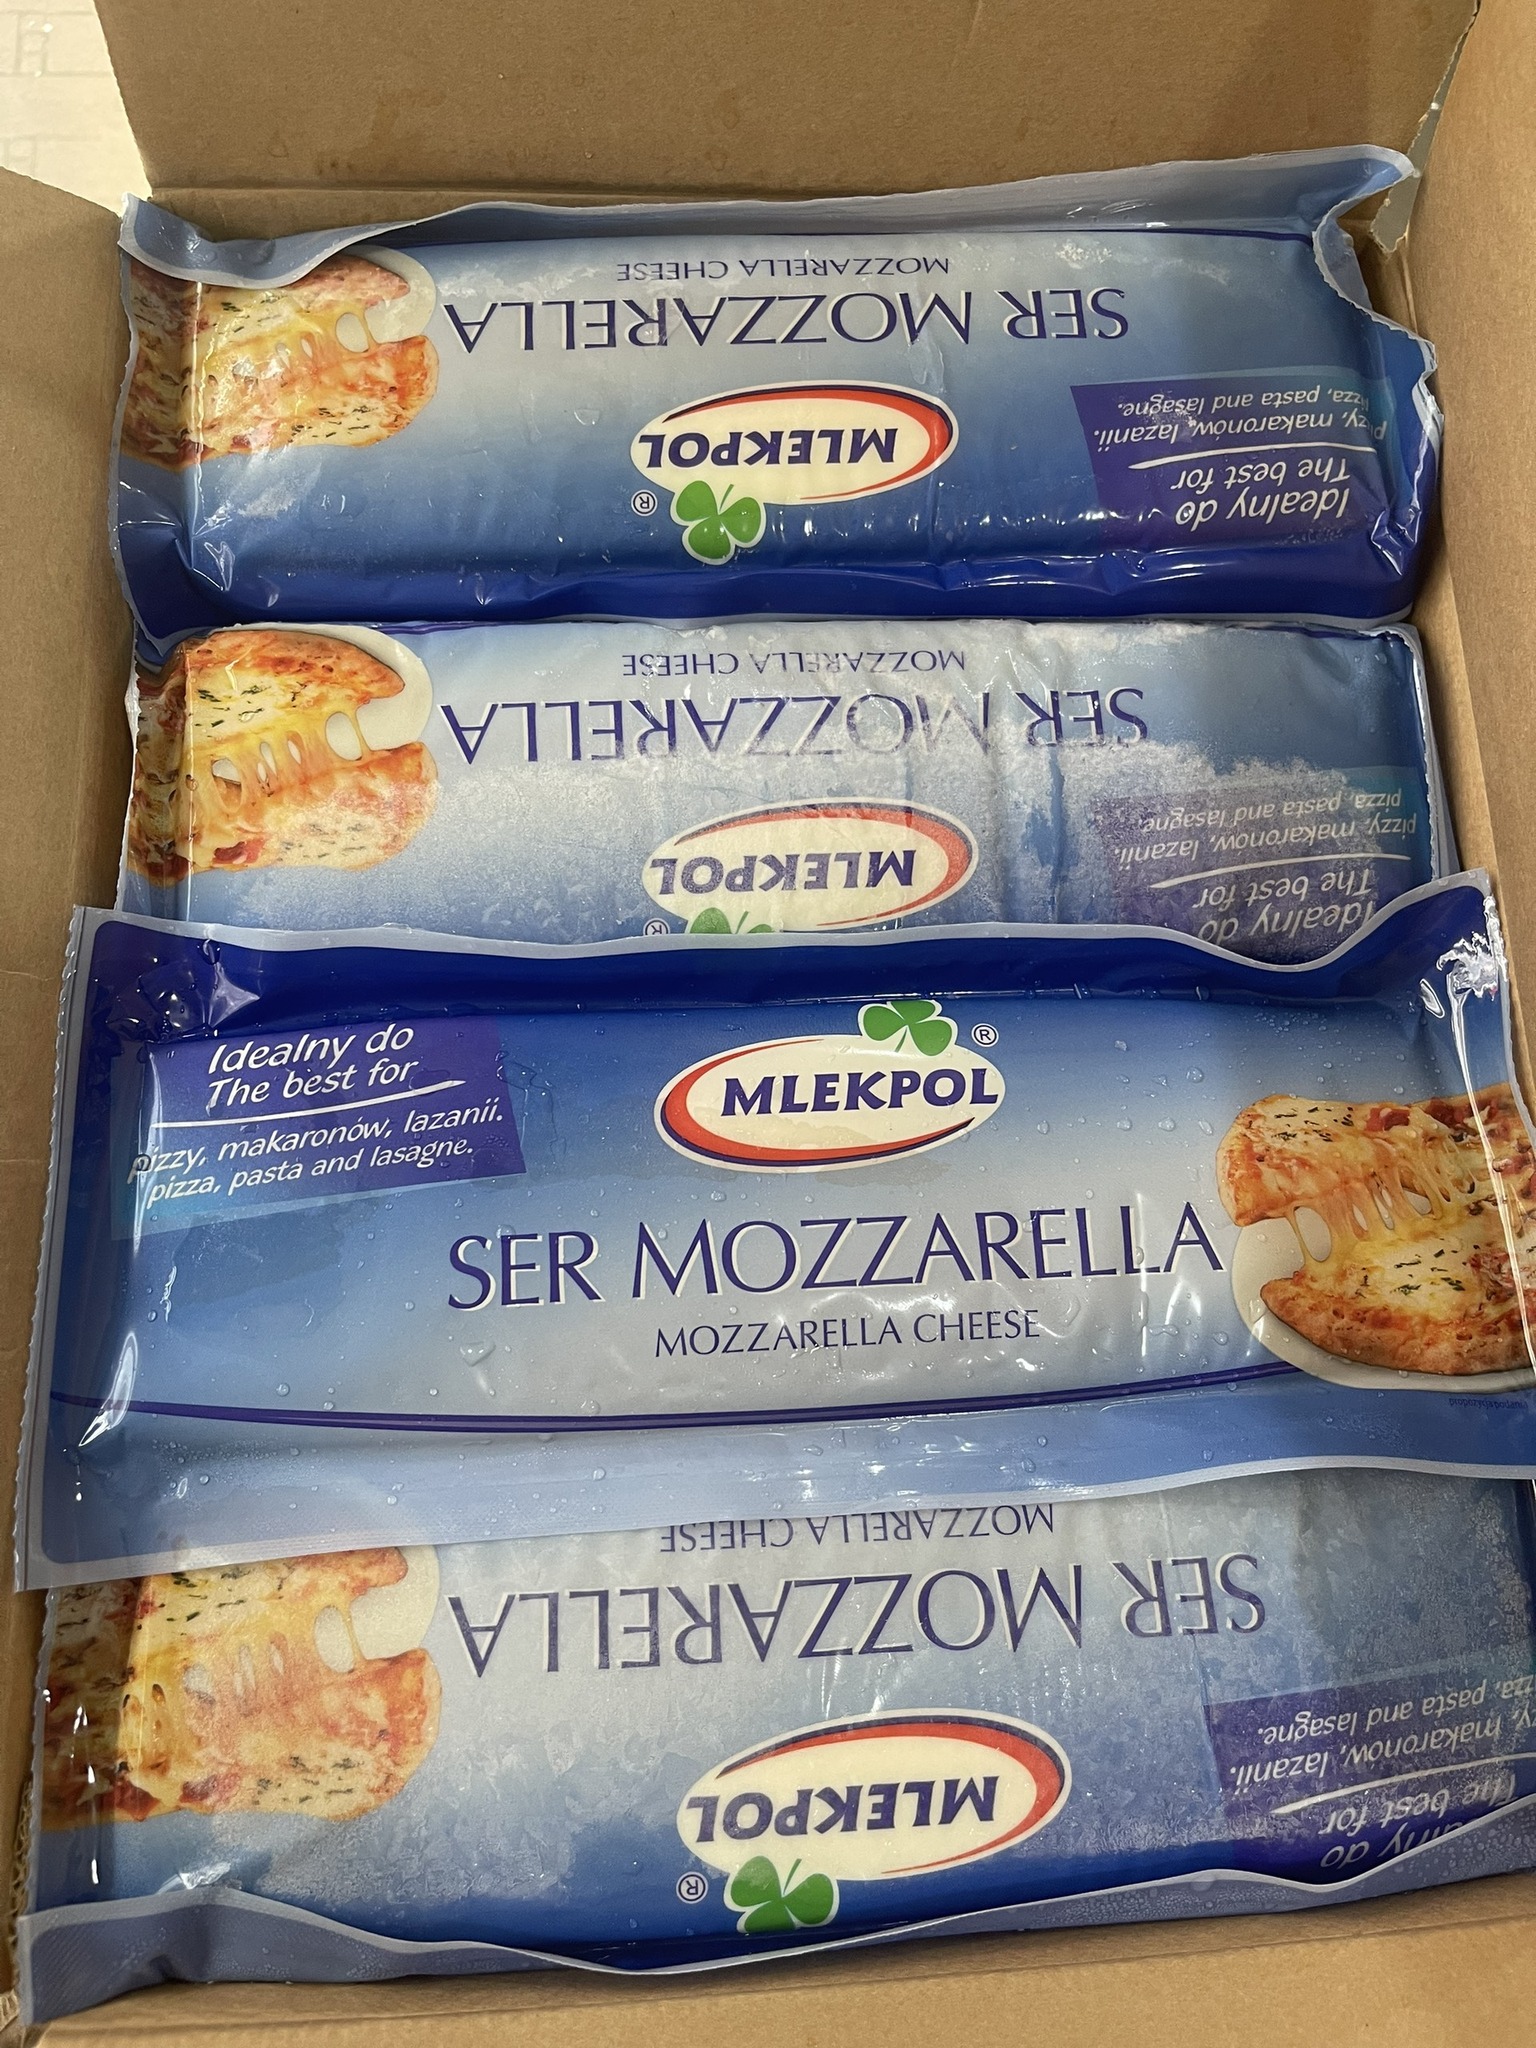 MOZZARELLA CHEESE
SER MOZZARELLA
MLEKPOL
®
Idealny do
The best for
pizzy, makaronów, lazanii.
pizza, pasta and lasagne.
MOZZARELLA CHEESE
SER MOZZARELLA
MLEKPOL
®
Idealny do
The best for
pizzy, makaronów, lazanii.
pizza, pasta and lasagne.
Idealny do
The best for
pizzy, makaronów, lazanii.
pizza, pasta and lasagne.
MLEKPOL
®
SER MOZZARELLA
MOZZARELLA CHEESE
MOZZARELLA CHEESE
SER MOZZARELLA
MLEKPOL
®
do
The best for
makaronów, lazanii.
pasta and lasagne.